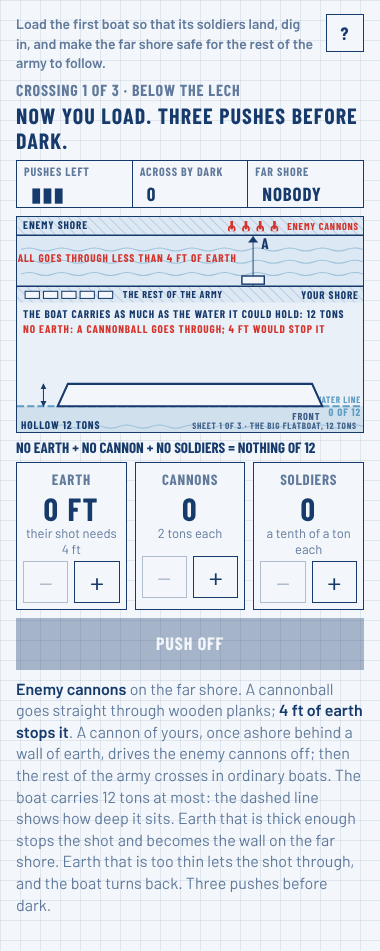 Load the first boat so that its soldiers land, dig
in, and make the far shore safe for the rest of the
army to follow.
?
CROSSING 1 OF 3 · BELOW THE LECH
NOW YOU LOAD. THREE PUSHES BEFORE
DARK.
PUSHES LEFT
ACROSS BY DARK
0
FAR SHORE
NOBODY
ENEMY SHORE
ENEMY CANNONS
A
ALL GOES THROUGH LESS THAN 4 FT OF EARTH
THE REST OF THE ARMY
YOUR SHORE
THE BOAT CARRIES AS MUCH AS THE WATER IT COULD HOLD: 12 TONS
NO EARTH: A CANNONBALL GOES THROUGH; 4 FT WOULD STOP IT
ATER LINE
0 OF 12
FRONT
HOLLOW 12 TONS
SHEET 1 OF 3 · THE BIG FLATBOAT, 12 TONS
NO EARTH + NO CANNON + NO SOLDIERS = NOTHING OF 12
EARTH
0 FT
their shot needs
4 ft
− +
CANNONS
0
2 tons each
− +
SOLDIERS
0
a tenth of a ton
each
− +
PUSH OFF
Enemy cannons on the far shore. A cannonball
goes straight through wooden planks; 4 ft of earth
stops it. A cannon of yours, once ashore behind a
wall of earth, drives the enemy cannons off; then
the rest of the army crosses in ordinary boats. The
boat carries 12 tons at most: the dashed line
shows how deep it sits. Earth that is thick enough
stops the shot and becomes the wall on the far
shore. Earth that is too thin lets the shot through,
and the boat turns back. Three pushes before
dark.